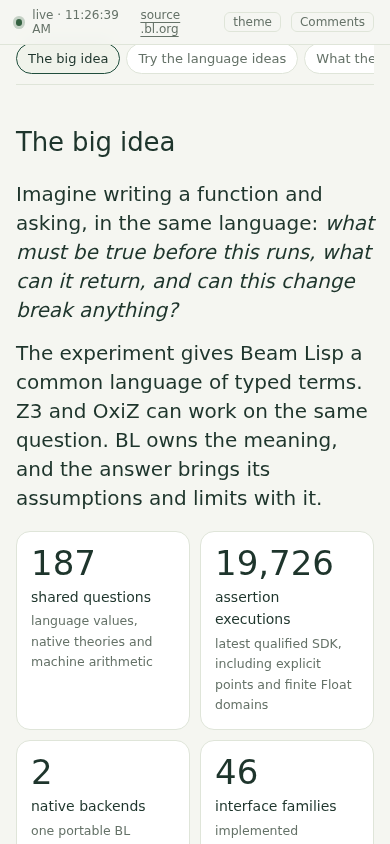 live · 11:26:39 AM
source .bl.org
theme
Comments
The big idea
Try the language ideas
What the
The big idea
Imagine writing a function and
asking, in the same language: what
must be true before this runs, what
can it return, and can this change
break anything?
The experiment gives Beam Lisp a
common language of typed terms.
Z3 and OxiZ can work on the same
question. BL owns the meaning,
and the answer brings its
assumptions and limits with it.
187
shared questions
language values,
native theories and
machine arithmetic
19,726
assertion
executions
latest qualified SDK,
including explicit
points and finite Float
domains
2
native backends
one portable BL
46
interface families
implemented